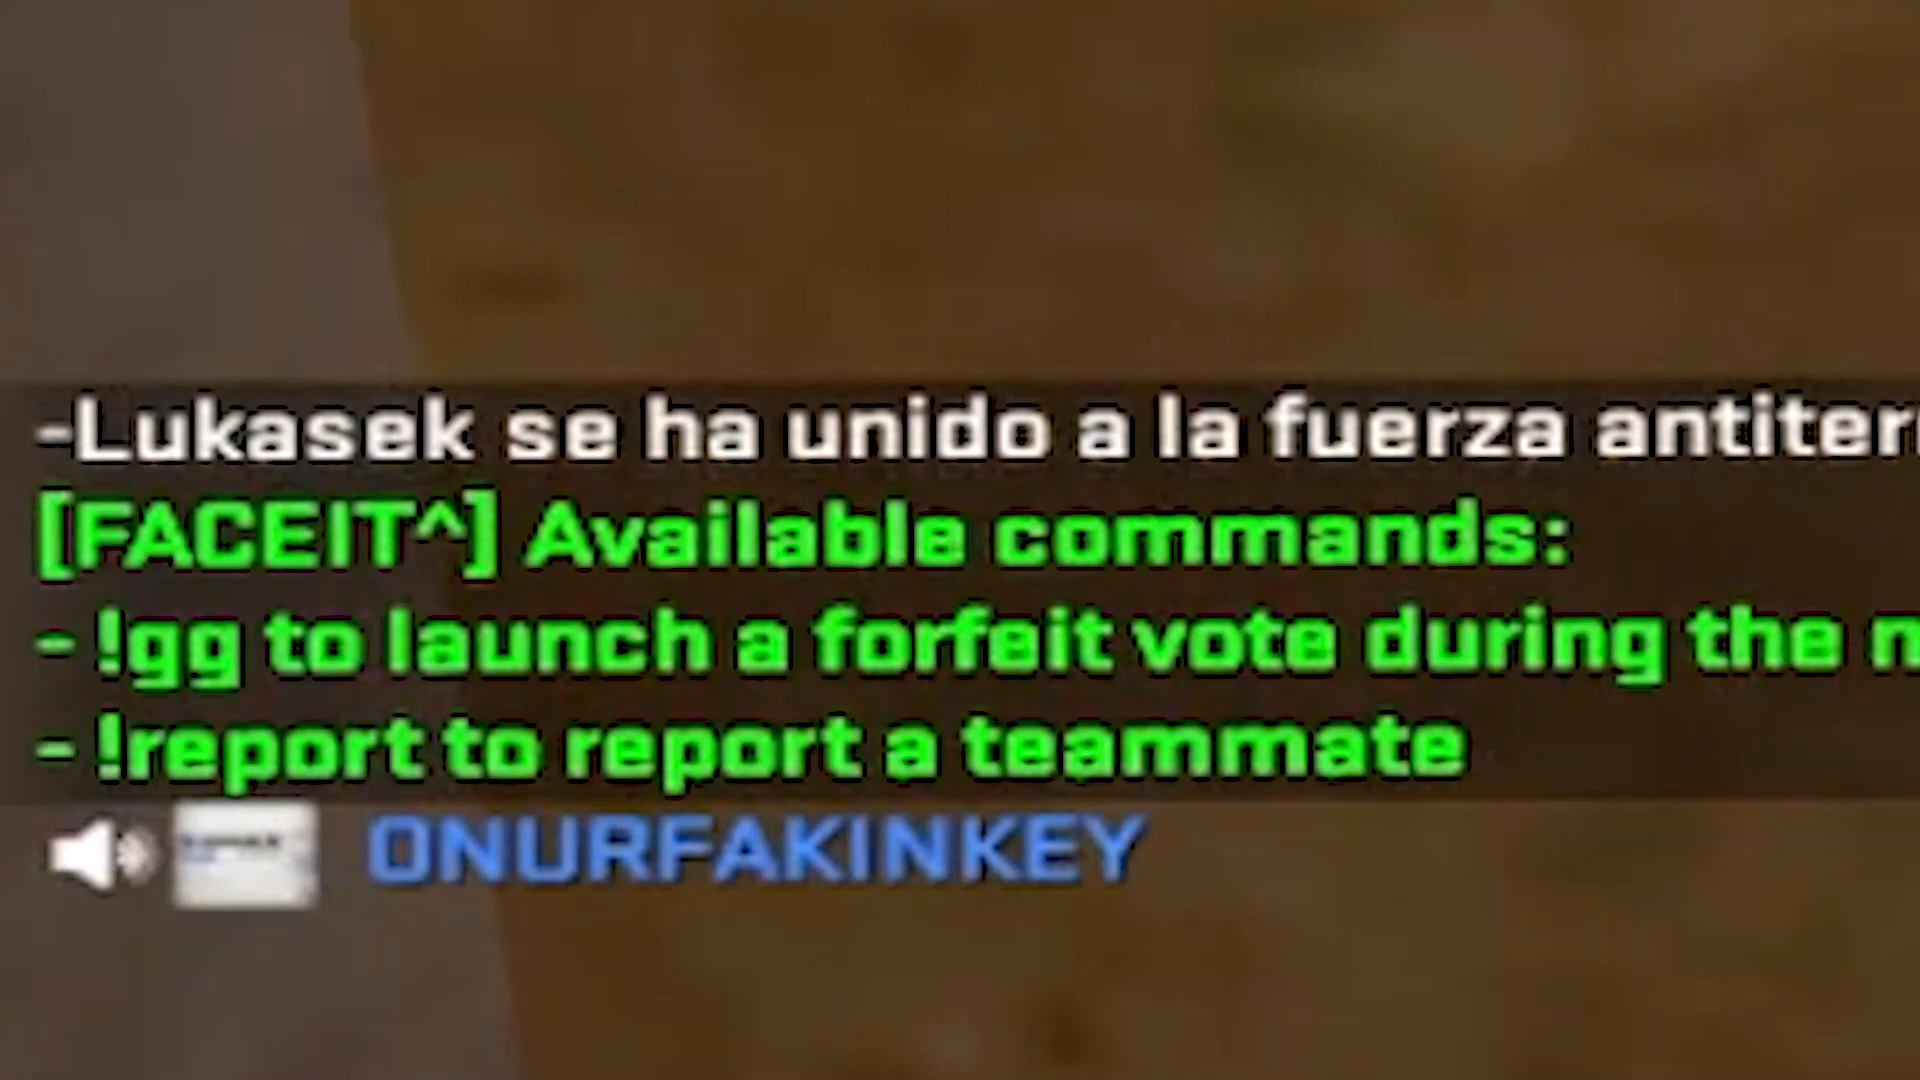 -Lukasek se ha unido a la fuerza
[FACEIT^] Available commands:
- !gg to launch a forfeit vote during the
- !report to report a teammate
ONURFAKINKEY